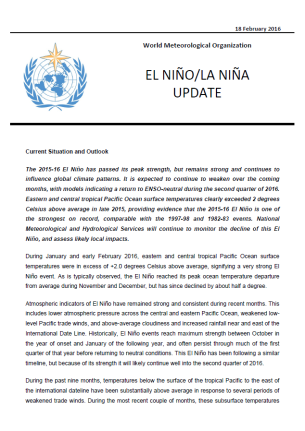 18 February 2016
World Meteorological Organization
EL NIÑO/LA NIÑA
UPDATE
Current Situation and Outlook
The 2015-16 El Niño has passed its peak strength, but remains strong and continues to
influence global climate patterns. It is expected to continue to weaken over the coming
months, with models indicating a return to ENSO-neutral during the second quarter of 2016.
Eastern and central tropical Pacific Ocean surface temperatures clearly exceeded 2 degrees
Celsius above average in late 2015, providing evidence that the 2015-16 El Niño is one of
the strongest on record, comparable with the 1997-98 and 1982-83 events. National
Meteorological and Hydrological Services will continue to monitor the decline of this El
Niño, and assess likely local impacts.
During January and early February 2016, eastern and central tropical Pacific Ocean surface
temperatures were in excess of +2.0 degrees Celsius above average, signifying a very strong El
Niño event. As is typically observed, the El Niño reached its peak ocean temperature departure
from average during November and December, but has since declined by about half a degree.
Atmospheric indicators of El Niño have remained strong and consistent during recent months. This
includes lower atmospheric pressure across the central and eastern Pacific Ocean, weakened low-
level Pacific trade winds, and above-average cloudiness and increased rainfall near and east of the
International Date Line. Historically, El Niño events reach maximum strength between October in
the year of onset and January of the following year, and often persist through much of the first
quarter of that year before returning to neutral conditions. This El Niño has been following a similar
timeline, but because of its strength it will likely continue well into the second quarter of 2016.
During the past nine months, temperatures below the surface of the tropical Pacific to the east of
the international dateline have been substantially above average in response to several periods of
weakened trade winds. During the most recent couple of months, these subsurface temperatures